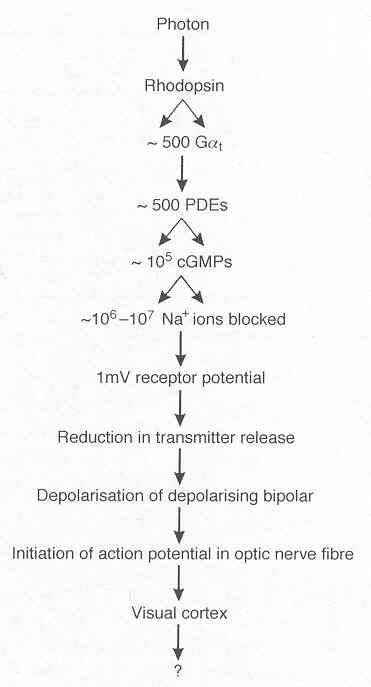 Photon
Rhodopsin
~ 500 Gαt
~ 500 PDEs
~ 10⁵ cGMPs
~10⁶–10⁷ Na⁺ ions blocked
1mV receptor potential
Reduction in transmitter release
Depolarisation of depolarising bipolar
Initiation of action potential in optic nerve fibre
Visual cortex
?